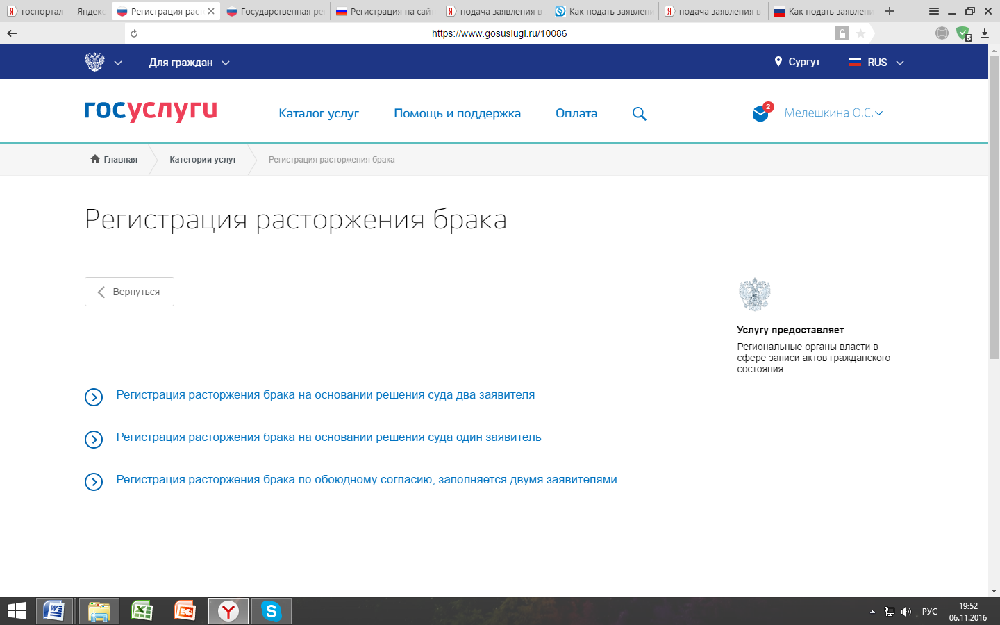 госпортал — Яндекс
Регистрация раст
Государственная рег
Регистрация на сайт
подача заявления в
Как подать заявлени
подача заявления в
Как подать заявлени
https://www.gosuslugi.ru/10086
Для граждан
Сургут
RUS
госуслуги
Каталог услуг
Помощь и поддержка
Оплата
2
Мелешкина О.С.
Главная
Категории услуг
Регистрация расторжения брака
Регистрация расторжения брака
Вернуться
Услугу предоставляет
Региональные органы власти в
сфере записи актов гражданского
состояния
Регистрация расторжения брака на основании решения суда два заявителя
Регистрация расторжения брака на основании решения суда один заявитель
Регистрация расторжения брака по обоюдному согласию, заполняется двумя заявителями
РУС
19:52
06.11.2016